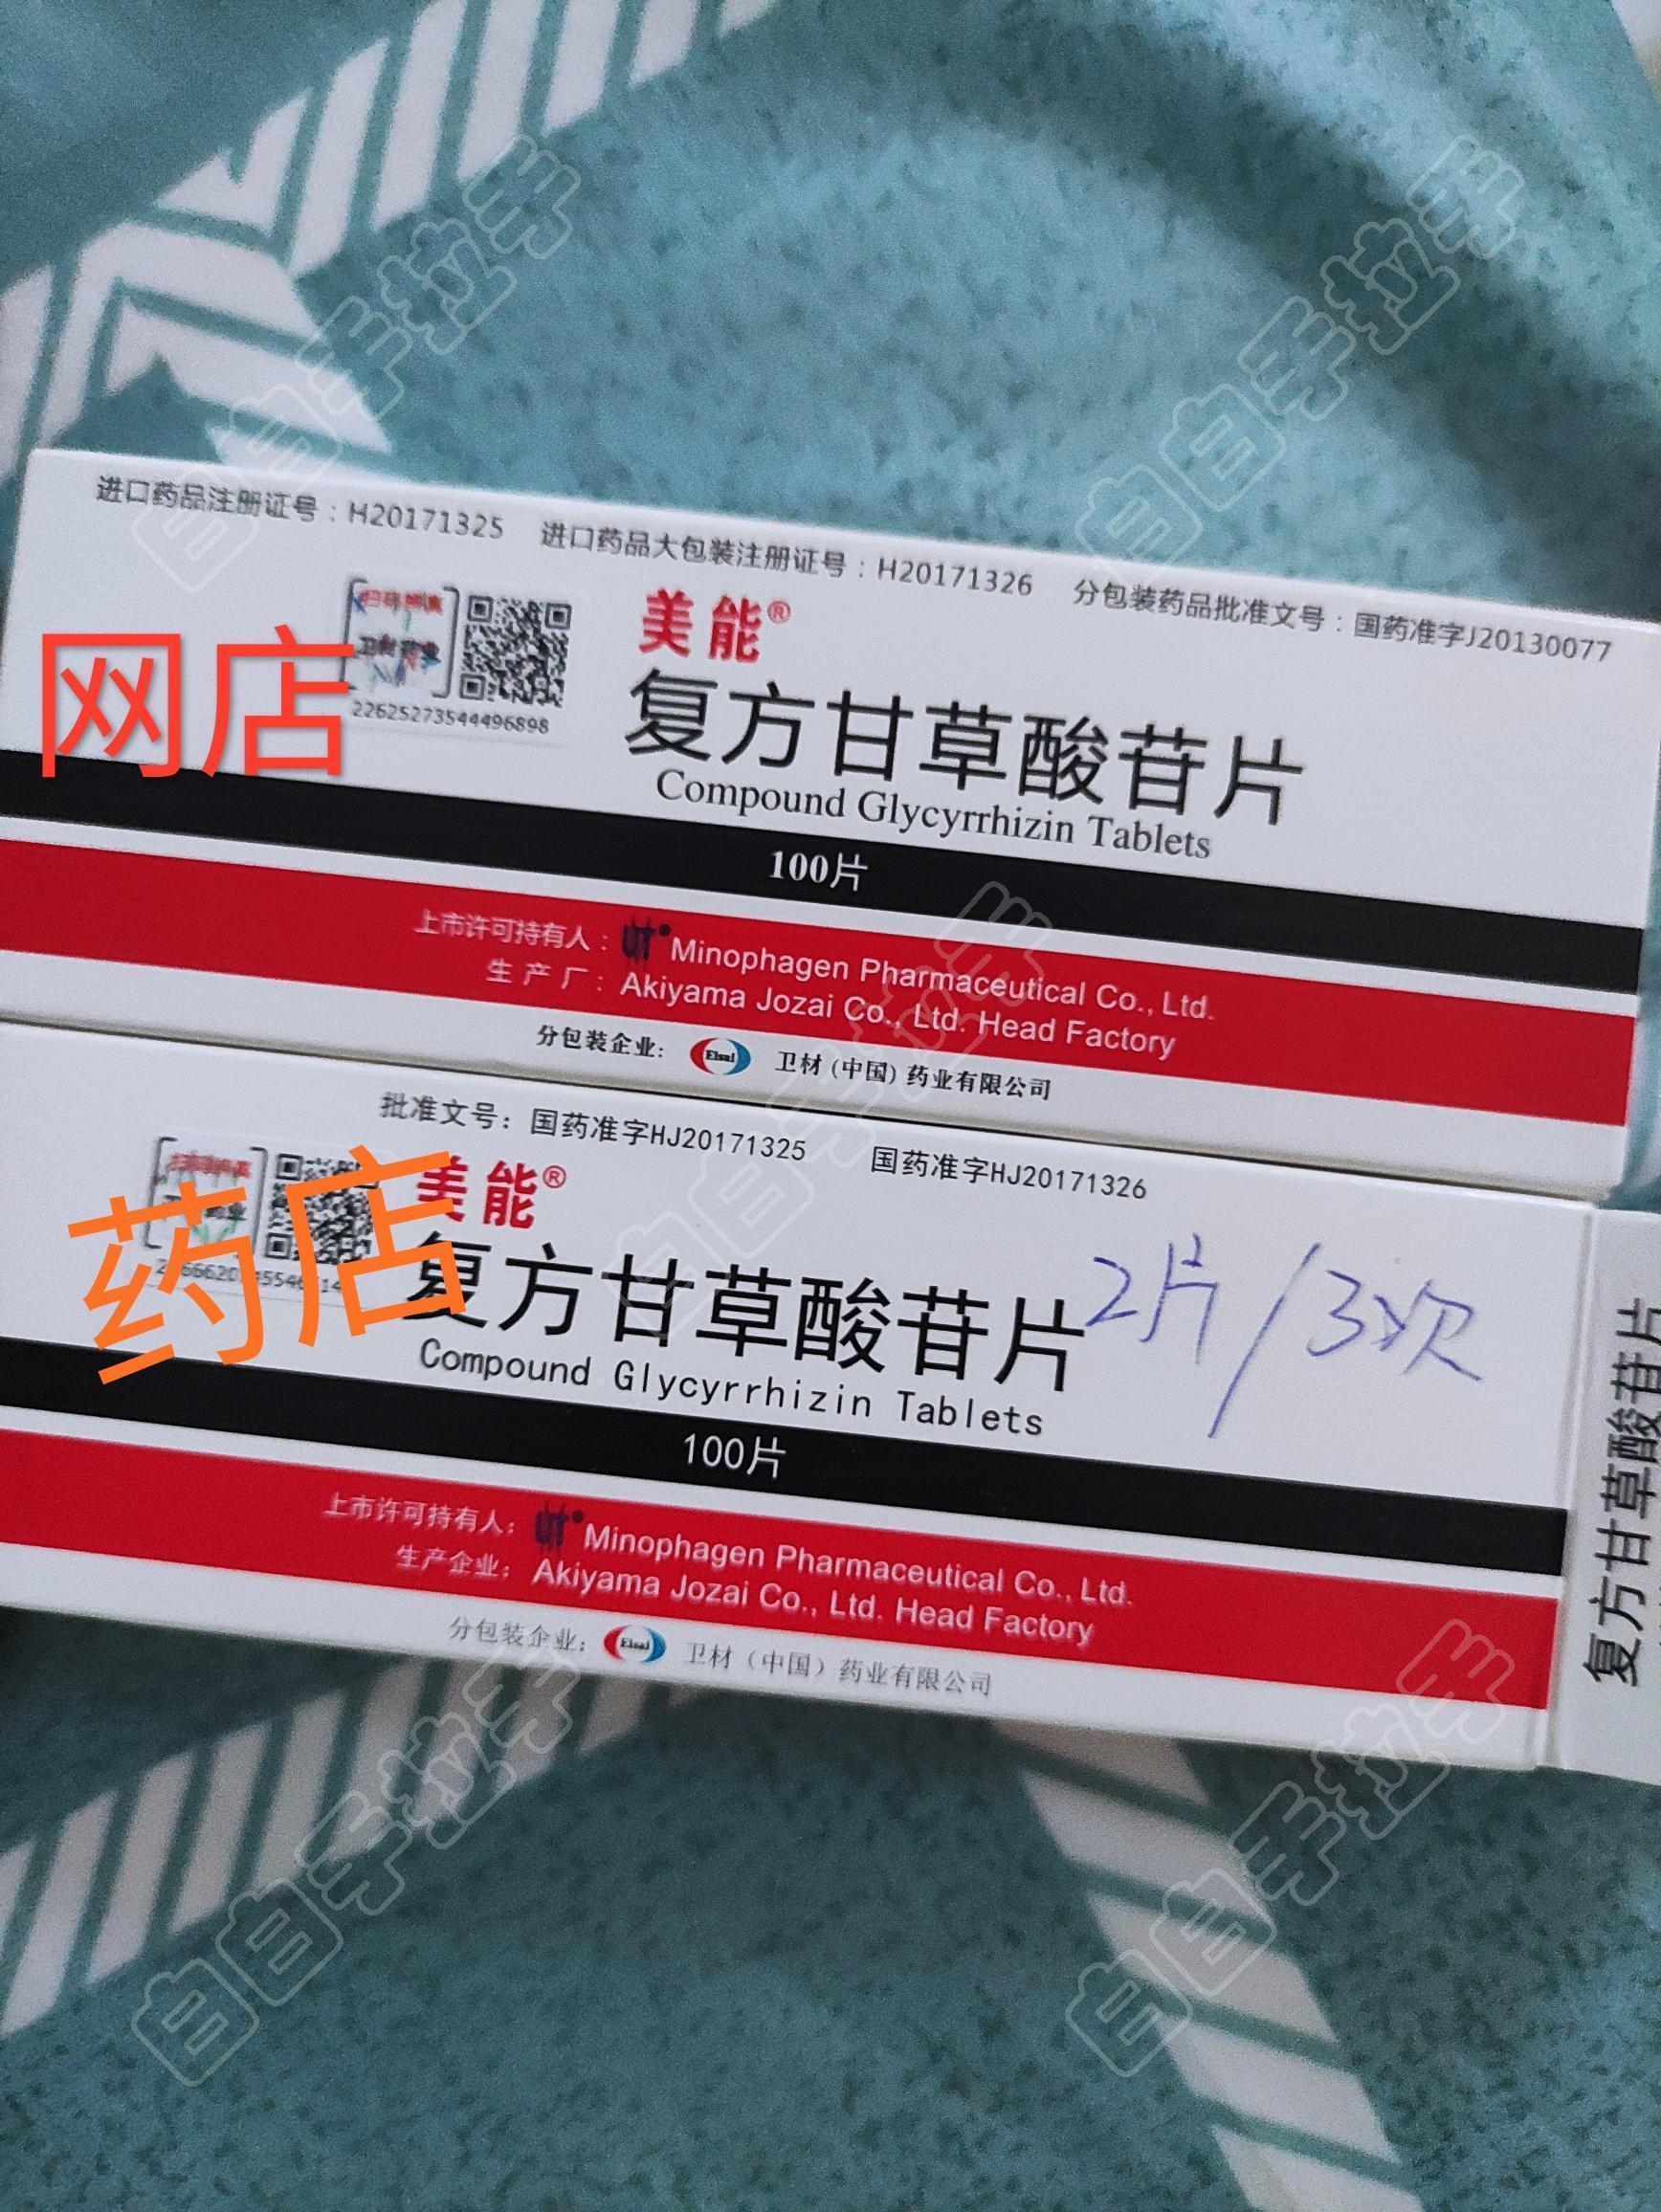 进口药品注册证号：H20171325 进口药品大包装注册证号：H20171326 分包装药品批准文号：国药准字J20130077
扫码辨真
卫材药业
22625273544496898
网店
美能®
复方甘草酸苷片
Compound Glycyrrhizin Tablets
100片
上市许可持有人：Minophagen Pharmaceutical Co., Ltd.
生产厂：Akiyama Jozai Co., Ltd. Head Factory
分包装企业：Eisai 卫材（中国）药业有限公司
批准文号：国药准字HJ20171325 国药准字HJ20171326
药店
美能®
复方甘草酸苷片
2片/3次
Compound Glycyrrhizin Tablets
100片
上市许可持有人：Minophagen Pharmaceutical Co., Ltd.
生产企业：Akiyama Jozai Co., Ltd. Head Factory
分包装企业：Eisai 卫材（中国）药业有限公司
复方甘草酸苷片